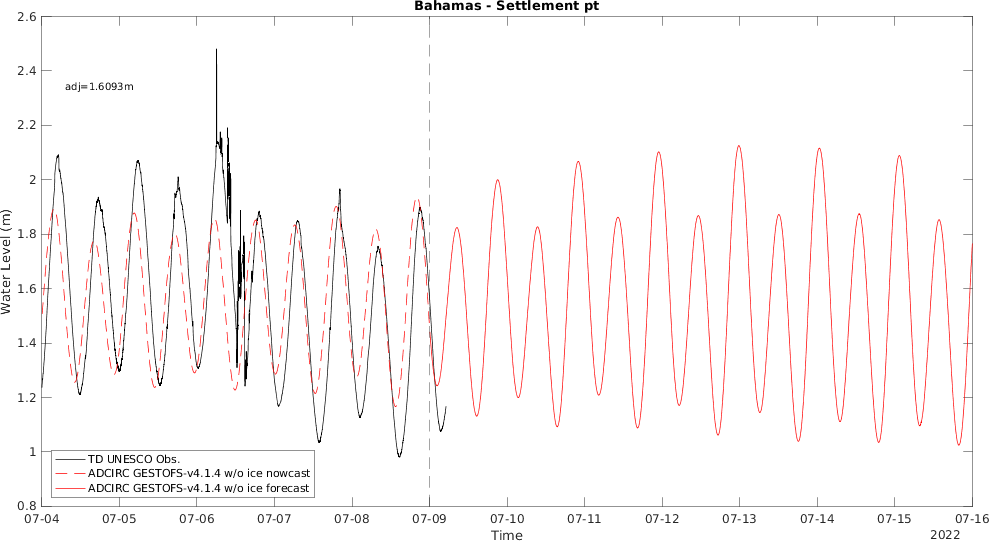 Bahamas - Settlement pt
2.6
2.4
adj=1.6093m
2.2
2
1.8
Water Level (m)
1.6
1.4
1.2
1
TD UNESCO Obs.
ADCIRC GESTOFS-v4.1.4 w/o ice nowcast
ADCIRC GESTOFS-v4.1.4 w/o ice forecast
0.8
07-04 07-05 07-06 07-07 07-08 07-09 07-10 07-11 07-12 07-13 07-14 07-15 07-16
Time
2022